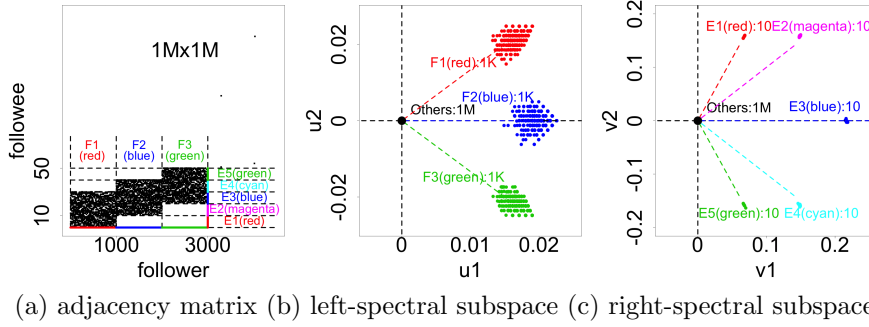 1Mx1M
followee
50
10
F1
(red)
F2
(blue)
F3
(green)
E5(green)
E4(cyan)
E3(blue)
E2(magenta)
E1(red)
1000
3000
follower
u2
0.02
0
-0.02
F1(red):1K
F2(blue):1K
Others:1M
F3(green):1K
0
0.01
0.02
u1
v2
0.2
0.1
0
-0.1
-0.2
E1(red):10
E2(magenta):10
Others:1M
E3(blue):10
E5(green):10
E4(cyan):10
0
0.1
0.2
v1
(a) adjacency matrix (b) left-spectral subspace (c) right-spectral subspace